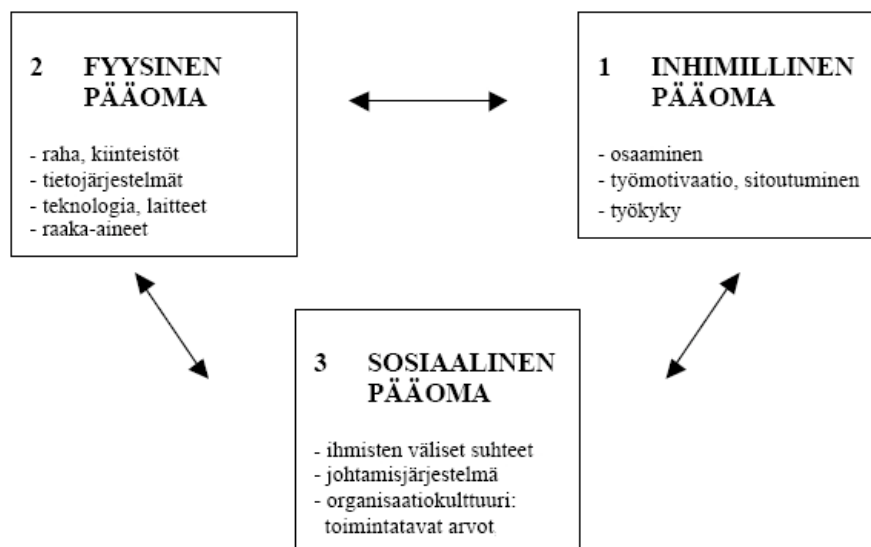 2 FYYSINEN
PÄÄOMA
- raha, kiinteistöt
- tietojärjestelmät
- teknologia, laitteet
- raaka-aineet
1 INHIMILLINEN
PÄÄOMA
- osaaminen
- työmotivaatio, sitoutuminen
- työkyky
3 SOSIAALINEN
PÄÄOMA
- ihmisten väliset suhteet
- johtamisjärjestelmä
- organisaatiokulttuuri:
toimintatavat arvot